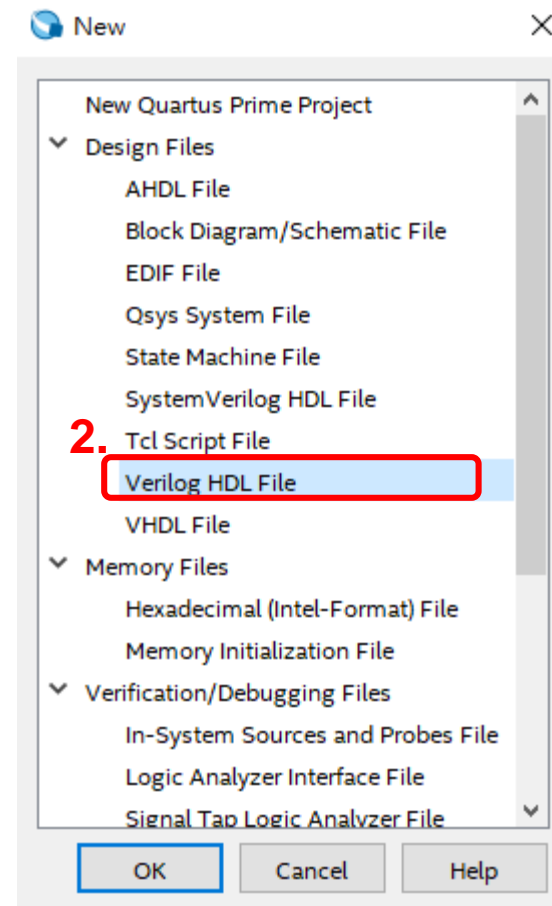 New
New Quartus Prime Project
Design Files
AHDL File
Block Diagram/Schematic File
EDIF File
Qsys System File
State Machine File
SystemVerilog HDL File
2. Tcl Script File
Verilog HDL File
VHDL File
Memory Files
Hexadecimal (Intel-Format) File
Memory Initialization File
Verification/Debugging Files
In-System Sources and Probes File
Logic Analyzer Interface File
Signal Tap Logic Analyzer File
OK Cancel Help